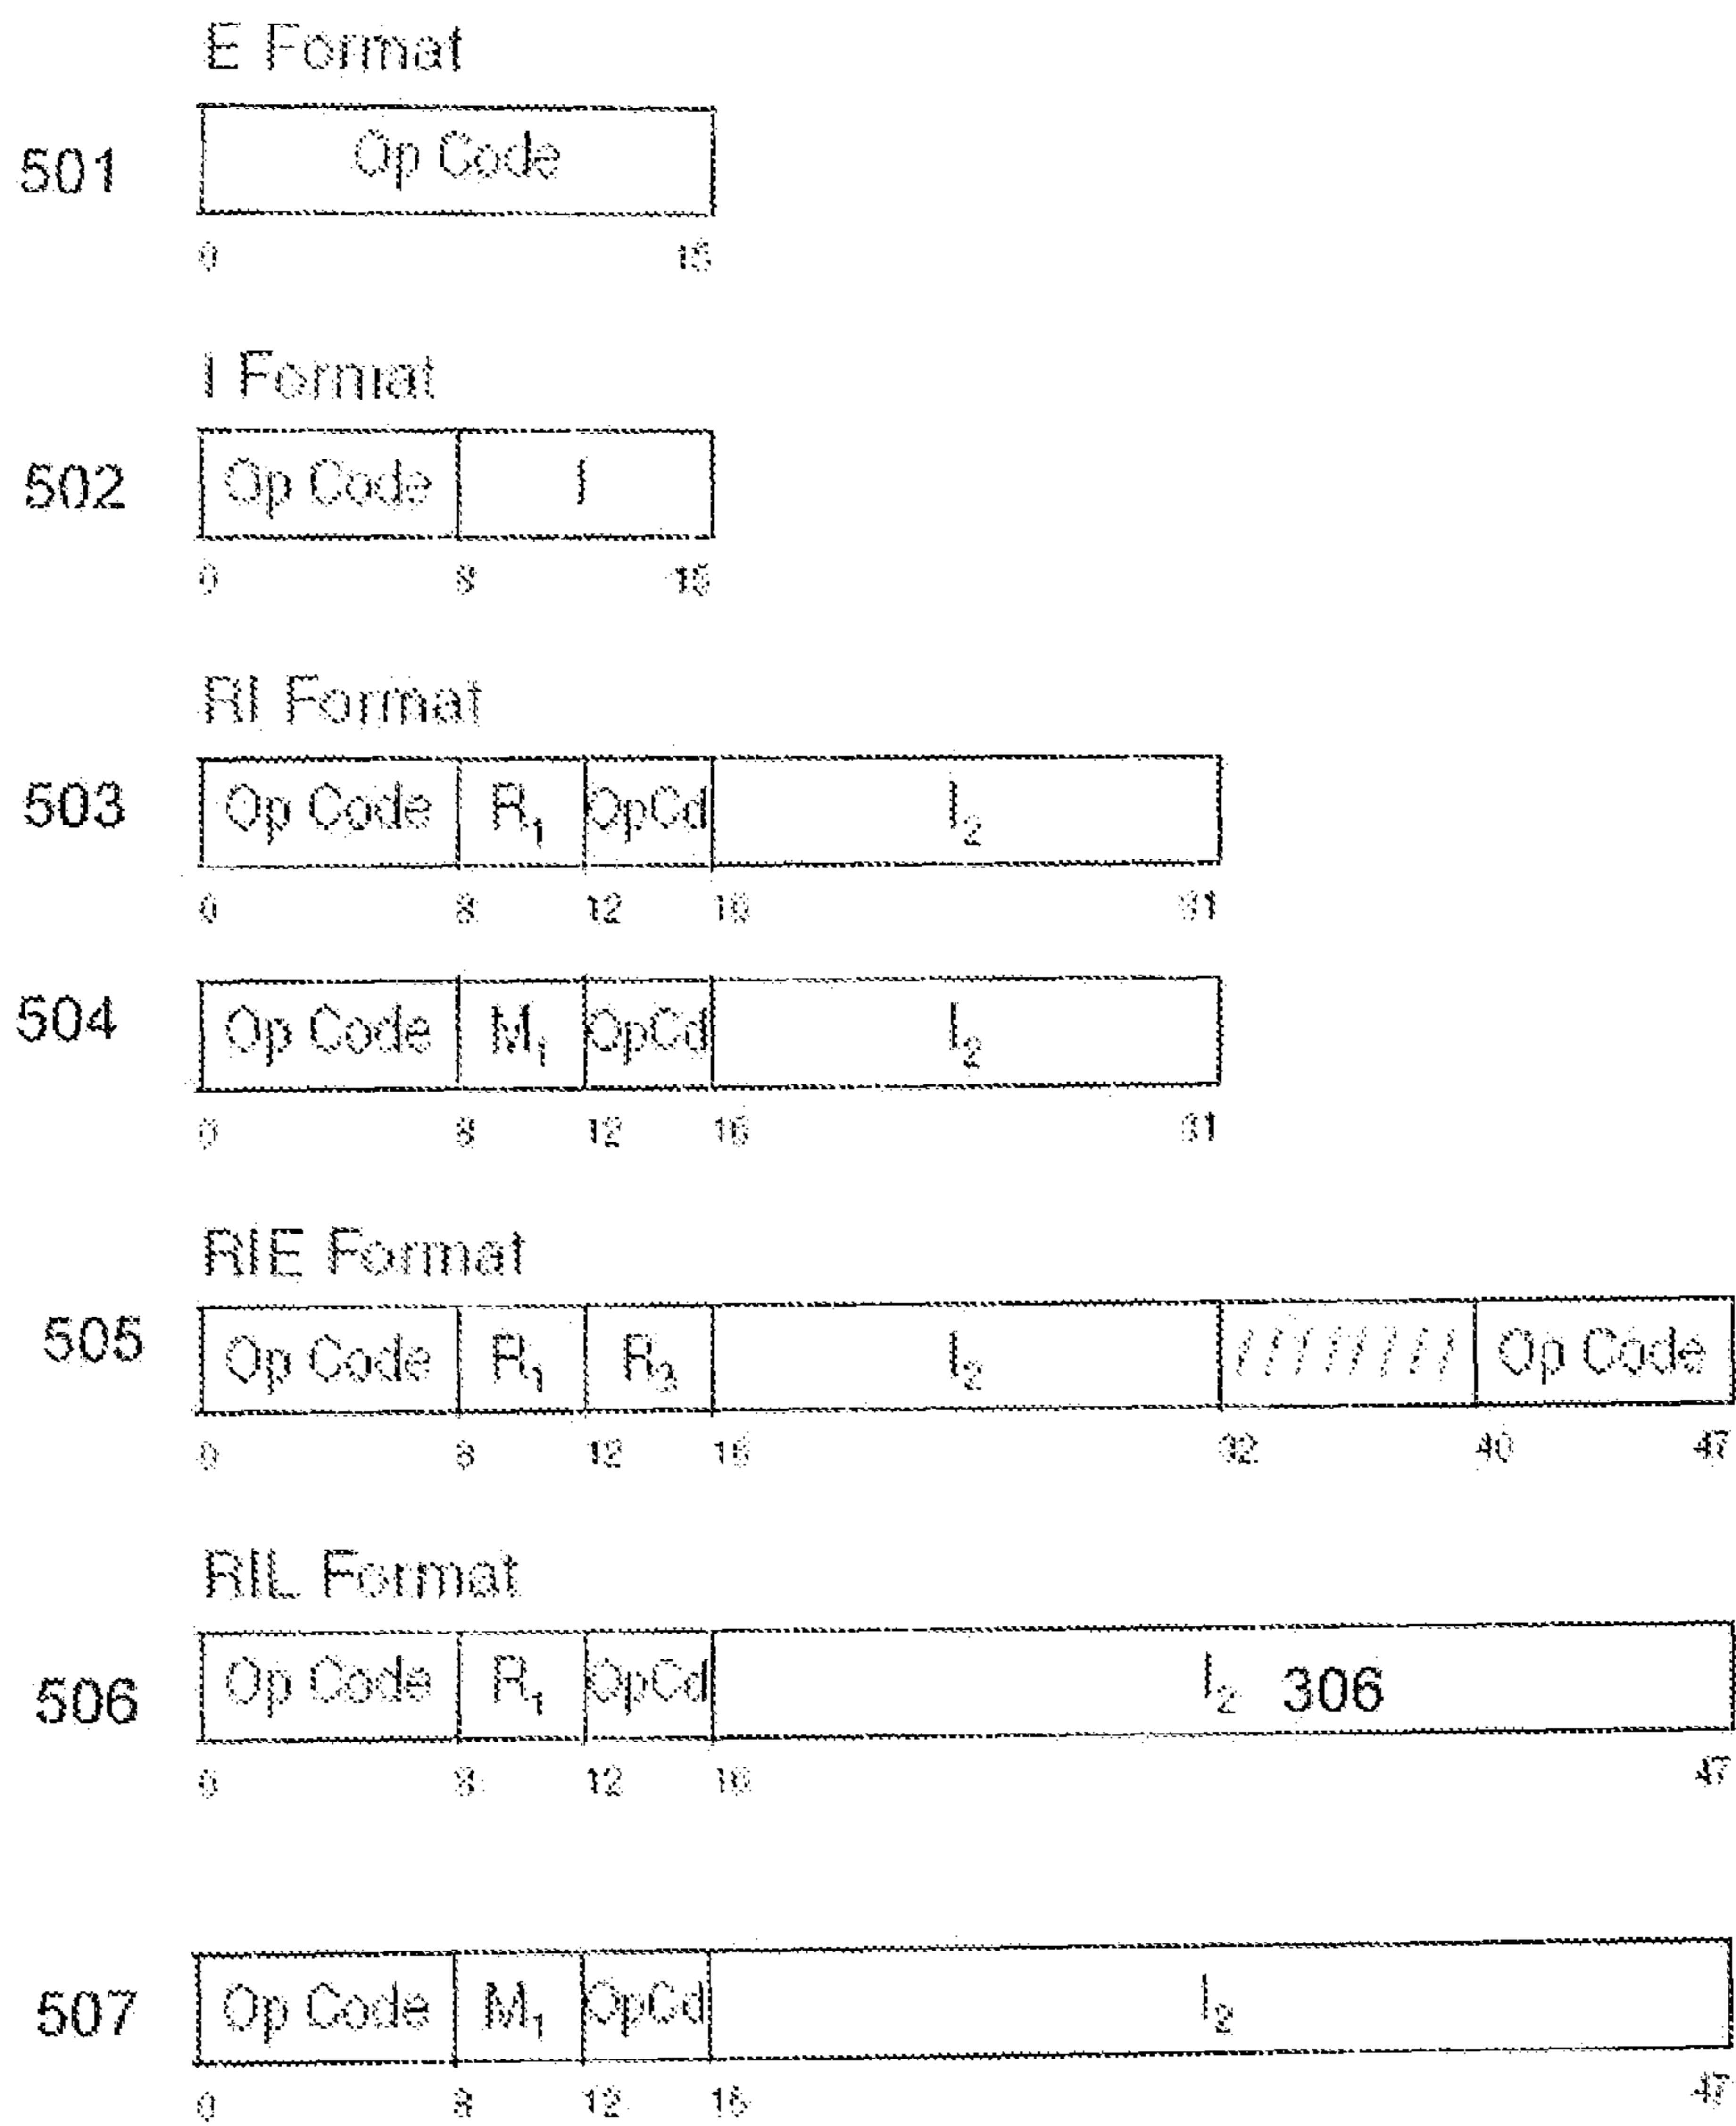 E Format
501 Op Code
0 15
I Format
502 Op Code I
0 8 15
RI Format
503 Op Code R1 OpCd I2
0 8 12 16 31
504 Op Code M1 OpCd I2
0 8 12 16 31
RIE Format
505 Op Code R1 R3 I2 //////// Op Code
0 8 12 16 32 40 47
RIL Format
506 Op Code R1 OpCd I2 306
0 8 12 16 47
507 Op Code M1 OpCd I2
0 8 12 16 47